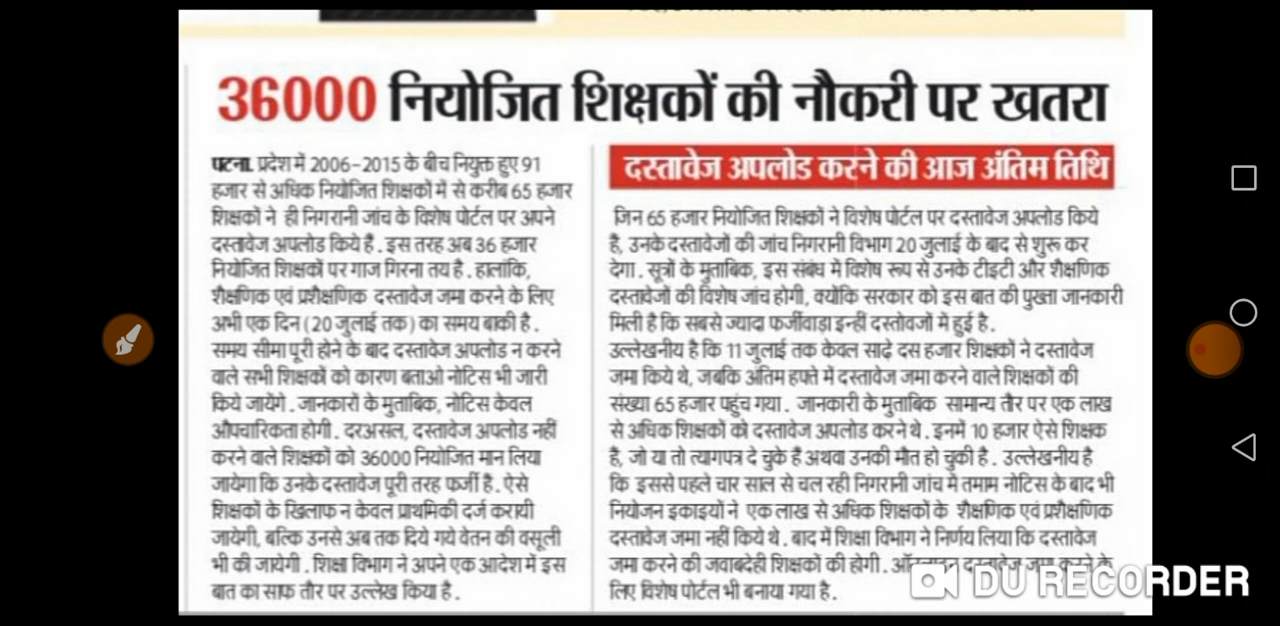 36000 नियोजित शिक्षकों की नौकरी पर खतरा
पटना. प्रदेश में 2006-2015 के बीच नियुक्त हुए 91
हजार से अधिक नियोजित शिक्षकों में से करीब 65 हजार
शिक्षकों ने ही निगरानी जांच के विशेष पोर्टल पर अपने
दस्तावेज अपलोड किये हैं. इस तरह अब 36 हजार
नियोजित शिक्षकों पर गाज गिरना तय है. हालांकि,
शैक्षणिक एवं प्रशैक्षणिक दस्तावेज जमा करने के लिए
अभी एक दिन (20 जुलाई तक) का समय बाकी है.
समय सीमा पूरी होने के बाद दस्तावेज अपलोड न करने
वाले सभी शिक्षकों को कारण बताओ नोटिस भी जारी
किये जायेंगे. जानकारों के मुताबिक, नोटिस केवल
औपचारिकता होगी. दरअसल, दस्तावेज अपलोड नहीं
करने वाले शिक्षकों को 36000 नियोजित मान लिया
जायेगा कि उनके दस्तावेज पूरी तरह फर्जी है. ऐसे
शिक्षकों के खिलाफ न केवल प्राथमिकी दर्ज करायी
जायेगी, बल्कि उनसे अब तक दिये गये वेतन की वसूली
भी की जायेगी. शिक्षा विभाग ने अपने एक आदेश में इस
बात का साफ तौर पर उल्लेख किया है.
दस्तावेज अपलोड करने की आज अंतिम तिथि
जिन 65 हजार नियोजित शिक्षकों ने विशेष पोर्टल पर दस्तावेज अपलोड किये
है, उनके दस्तावेजों की जांच निगरानी विभाग 20 जुलाई के बाद से शुरू कर
देगा. सूत्रों के मुताबिक, इस संबंध में विशेष रूप से उनके टीइटी और शैक्षणिक
दस्तावेजों की विशेष जांच होगी, क्योंकि सरकार को इस बात की पुख्ता जानकारी
मिली है कि सबसे ज्यादा फर्जीवाड़ा इन्हीं दस्तोवजों में हुई है.
उल्लेखनीय है कि 11 जुलाई तक केवल साढ़े दस हजार शिक्षकों ने दस्तावेज
जमा किये थे, जबकि अंतिम हफ्ते में दस्तावेज जमा करने वाले शिक्षकों की
संख्या 65 हजार पहुंच गया. जानकारी के मुताबिक सामान्य तौर पर एक लाख
से अधिक शिक्षकों को दस्तावेज अपलोड करने थे. इनमें 10 हजार ऐसे शिक्षक
है, जो या तो त्यागपत्र दे चुके हैं अथवा उनकी मौत हो चुकी है. उल्लेखनीय है
कि इससे पहले चार साल से चल रही निगरानी जांच में तमाम नोटिस के बाद भी
नियोजन इकाइयों ने एक लाख से अधिक शिक्षकों के शैक्षणिक एवं प्रशैक्षणिक
दस्तावेज जमा नहीं किये थे. बाद में शिक्षा विभाग ने निर्णय लिया कि दस्तावेज
जमा करने की जवाबदेही शिक्षकों की होगी. दस्तावेज जमा करने के
लिए विशेष पोर्टल भी बनाया गया है.
DU RECORDER